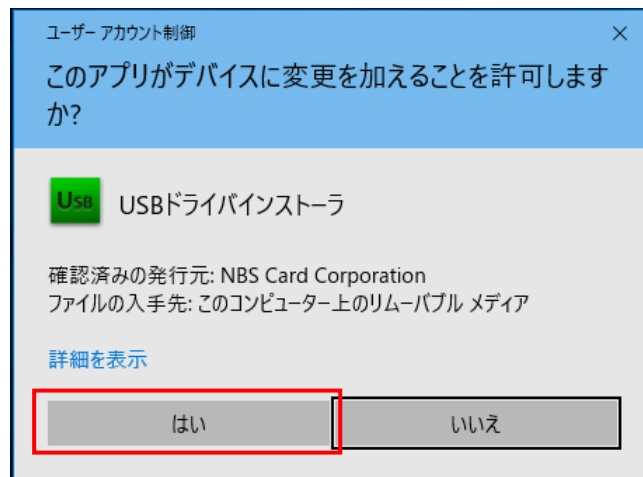 ユーザー アカウント制御
このアプリがデバイスに変更を加えることを許可します
か?
USB
USBドライバインストーラ
確認済みの発行元: NBS Card Corporation
ファイルの入手先: このコンピューター上のリムーバブル メディア
詳細を表示
はい
いいえ